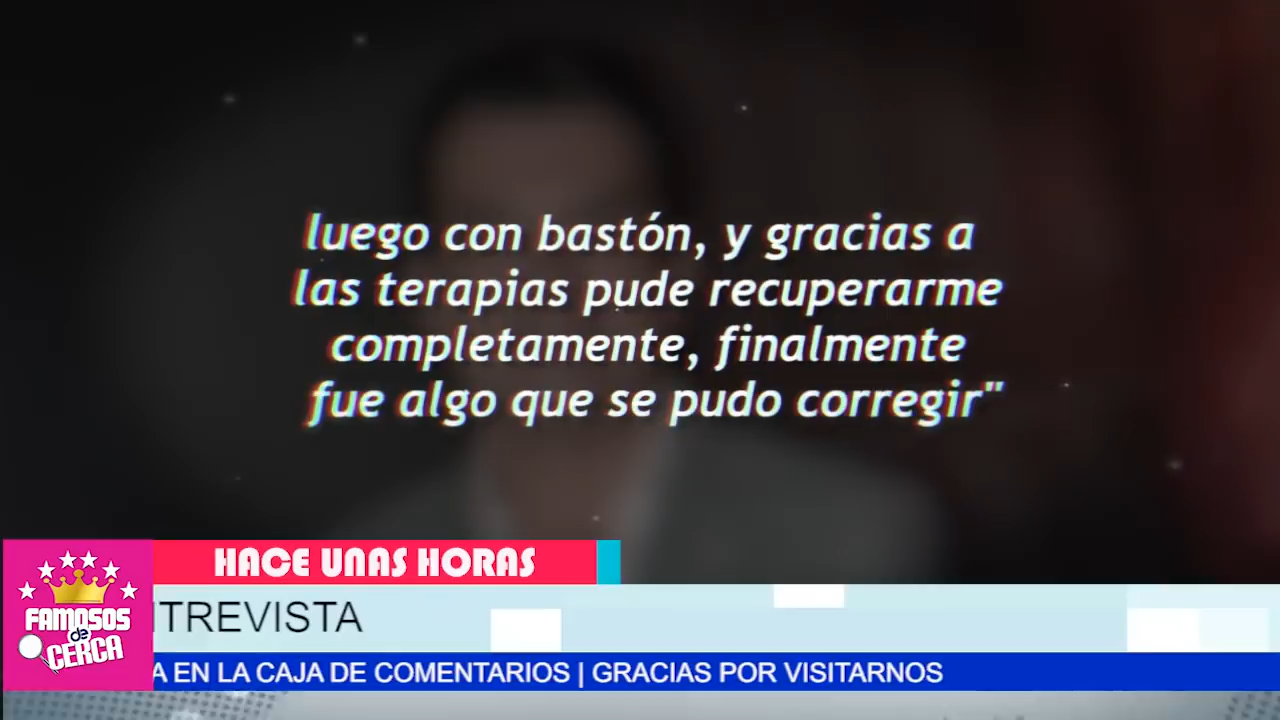 luego con bastón, y gracias a
las terapias pude recuperarme
completamente, finalmente
fue algo que se pudo corregir"
HACE UNAS HORAS
NTREVISTA
FAMOSOS
de
CERCA
A EN LA CAJA DE COMENTARIOS | GRACIAS POR VISITARNOS